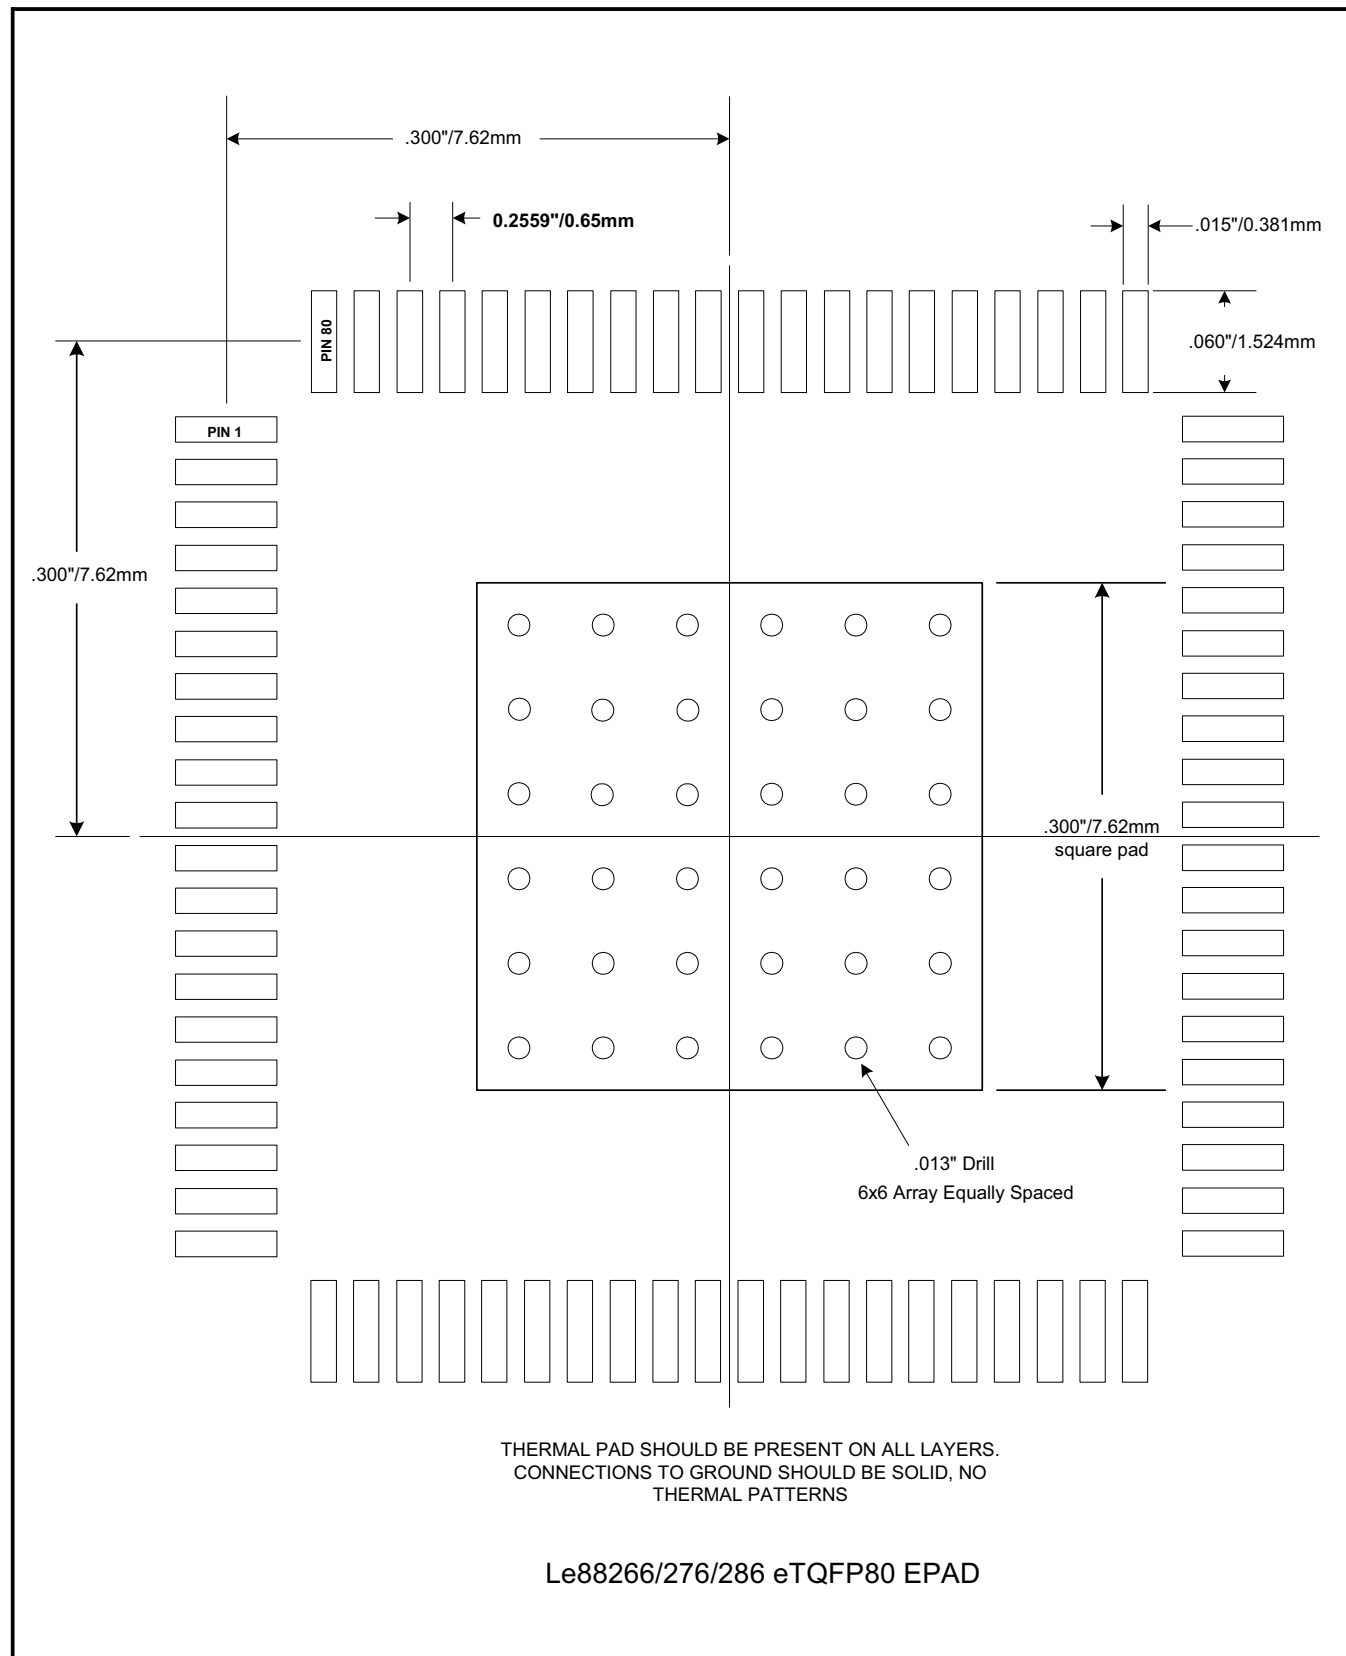 .300"/7.62mm
0.2559"/0.65mm
.015"/0.381mm
PIN 80
.060"/1.524mm
PIN 1
.300"/7.62mm
.300"/7.62mm
square pad
.013" Drill
6x6 Array Equally Spaced
THERMAL PAD SHOULD BE PRESENT ON ALL LAYERS.
CONNECTIONS TO GROUND SHOULD BE SOLID, NO
THERMAL PATTERNS
Le88266/276/286 eTQFP80 EPAD